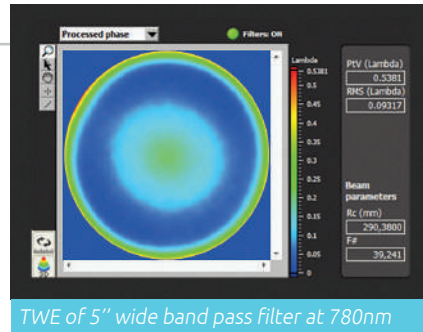 Processed phase
Filters: ON
Lambda
0.5381
0.5
0.45
0.4
0.35
0.3
0.25
0.2
0.15
0.1
0.05
0
PtV (Lambda)
0.5381
RMS (Lambda)
0.09317
Beam
parameters
Rc (mm)
290,3800
F#
39,241
TWE of 5’’ wide band pass filter at 780nm